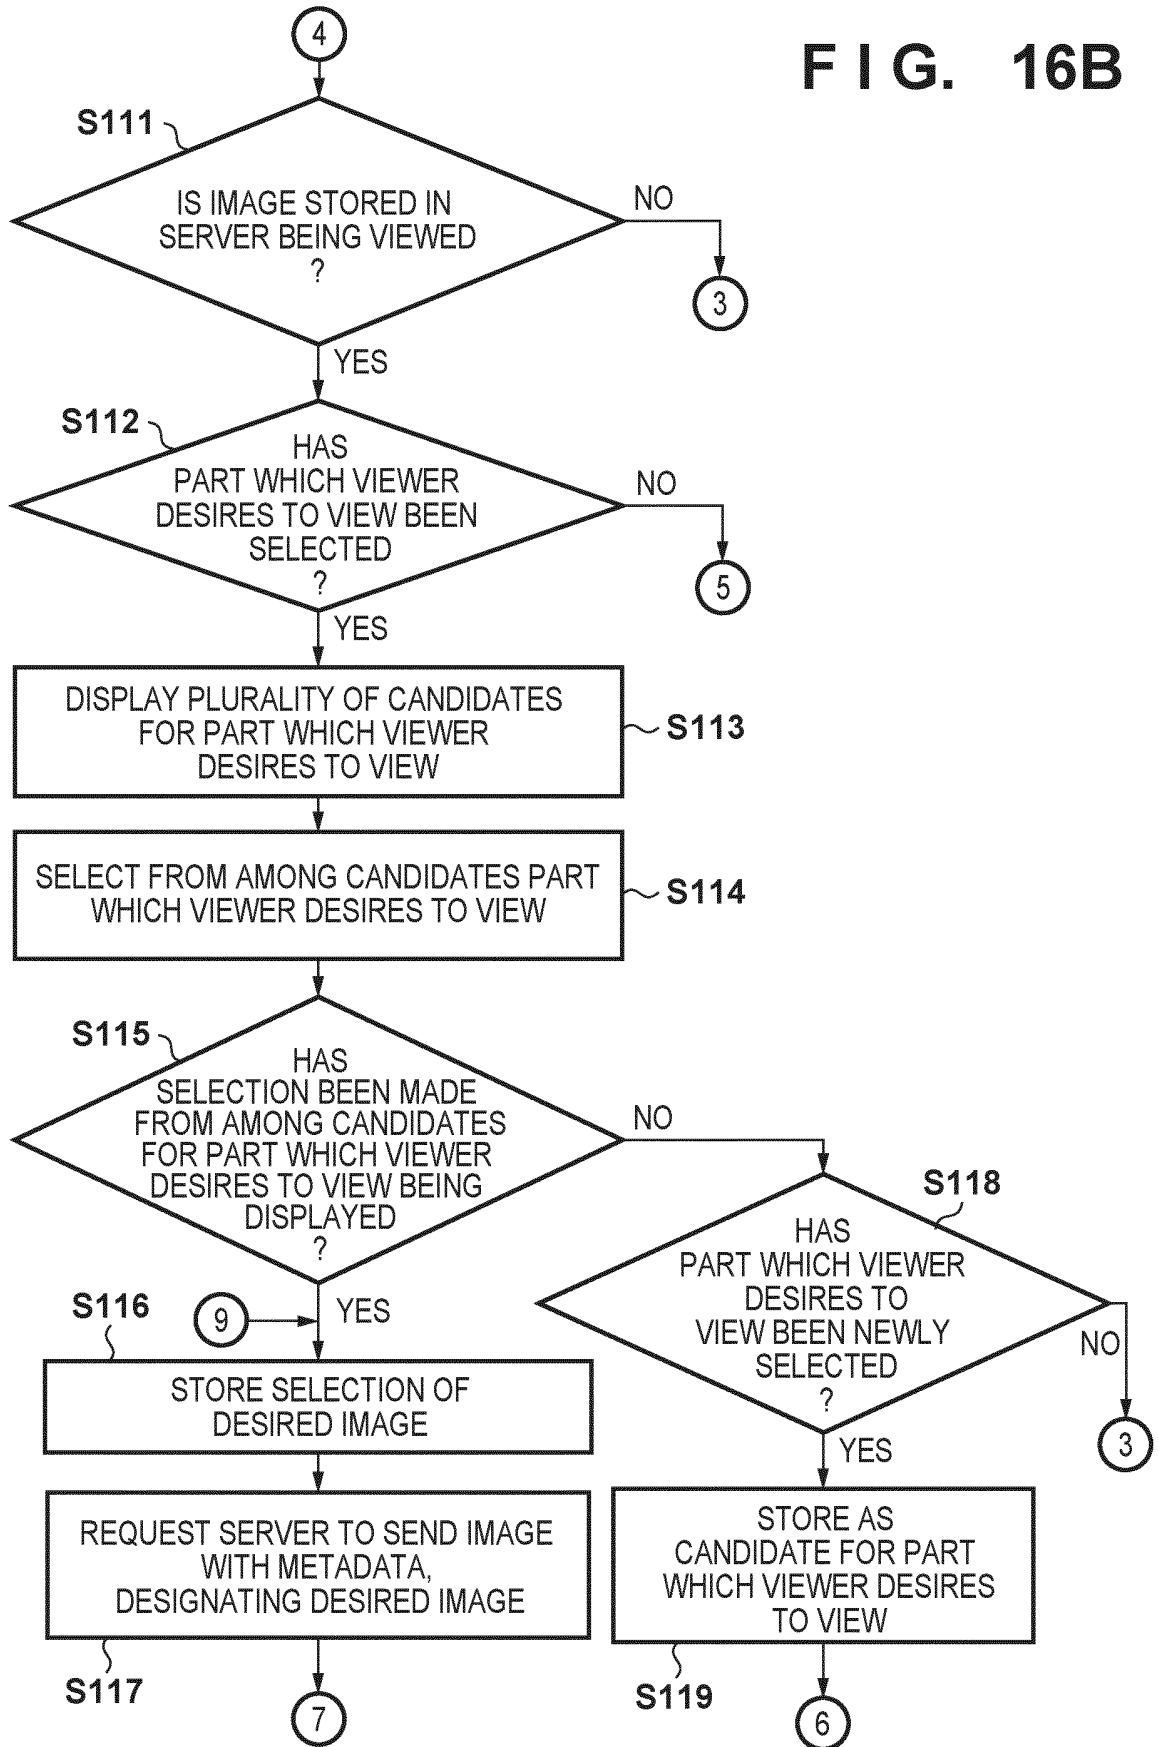 4
F I G. 16B
S111
IS IMAGE STORED IN
SERVER BEING VIEWED
?
NO
3
YES
S112
HAS
PART WHICH VIEWER
DESIRES TO VIEW BEEN
SELECTED
?
NO
5
YES
DISPLAY PLURALITY OF CANDIDATES
FOR PART WHICH VIEWER
DESIRES TO VIEW
S113
SELECT FROM AMONG CANDIDATES PART
WHICH VIEWER DESIRES TO VIEW
S114
S115
HAS
SELECTION BEEN MADE
FROM AMONG CANDIDATES
FOR PART WHICH VIEWER
DESIRES TO VIEW BEING
DISPLAYED
?
NO
YES
S118
HAS
PART WHICH VIEWER
DESIRES TO
VIEW BEEN NEWLY
SELECTED
?
NO
3
YES
9
S116
STORE SELECTION OF
DESIRED IMAGE
REQUEST SERVER TO SEND IMAGE
WITH METADATA,
DESIGNATING DESIRED IMAGE
S117
7
STORE AS
CANDIDATE FOR PART
WHICH VIEWER DESIRES
TO VIEW
S119
6